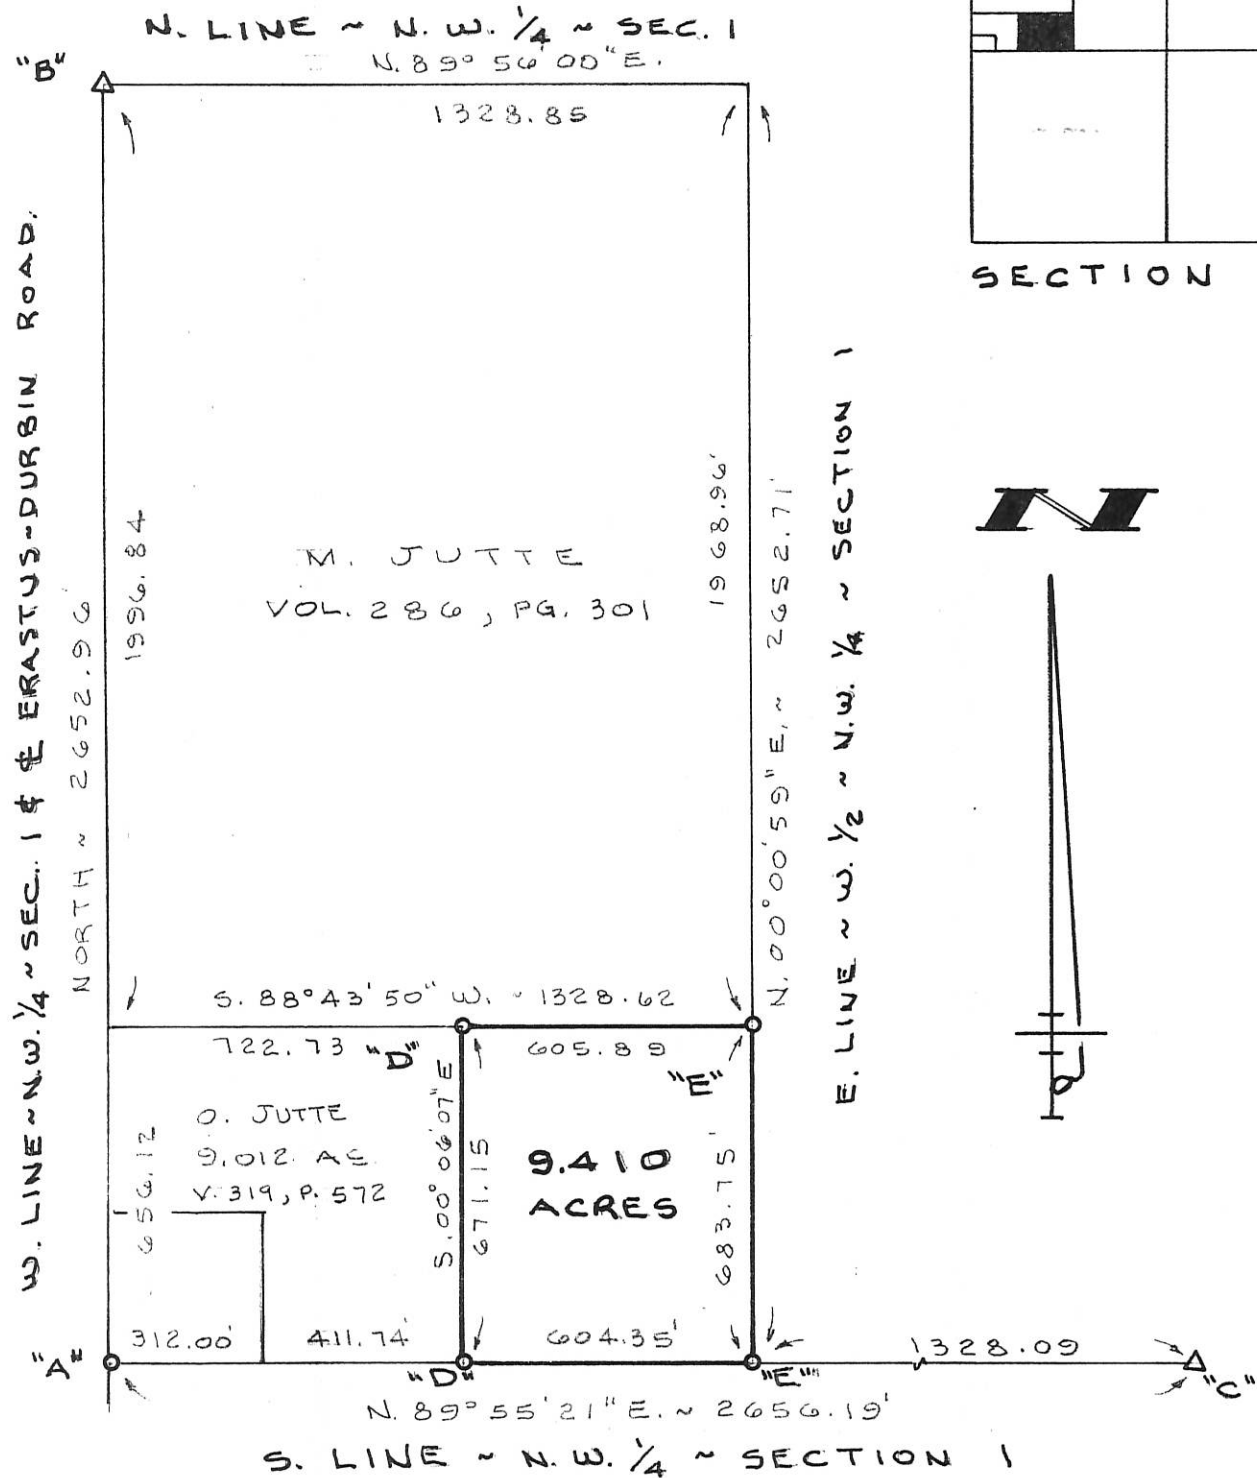 N. LINE ~ N.W. 1/4 ~ SEC. 1
N. 89° 56' 00" E.
"B"
1328.85
SECTION
W. LINE ~ N.W. 1/4 ~ SEC. 1 & ℄ ERASTUS-DURBIN ROAD.
NORTH ~ 2652.96
1996.84
M. JUTTE
VOL. 286, PG. 301
1968.96'
N. 00° 00' 59" E. ~ 2652.71'
E. LINE ~ W. 1/2 ~ N.W. 1/4 ~ SECTION 1
N
S. 88° 43' 50" W. - 1328.62
722.73
"D"
605.89
"E"
656.12
O. JUTTE
9.012 AC.
V. 319, P. 572
S. 00° 06' 07" E
671.15
9.410
ACRES
683.75'
312.00'
411.74'
604.35'
1328.09
"A"
"D"
"E"
"C"
N. 89° 55' 21" E. ~ 2656.19'
S. LINE ~ N.W. 1/4 ~ SECTION 1